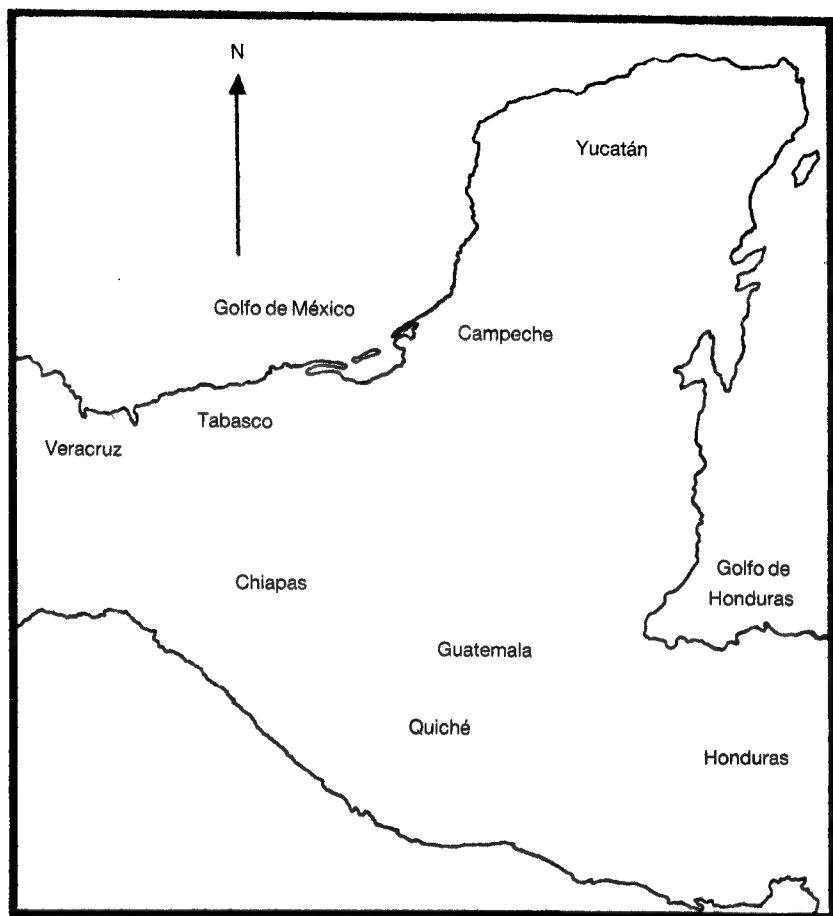 N
Yucatán
Golfo de México
Campeche
Tabasco
Veracruz
Golfo de
Honduras
Chiapas
Guatemala
Quiché
Honduras